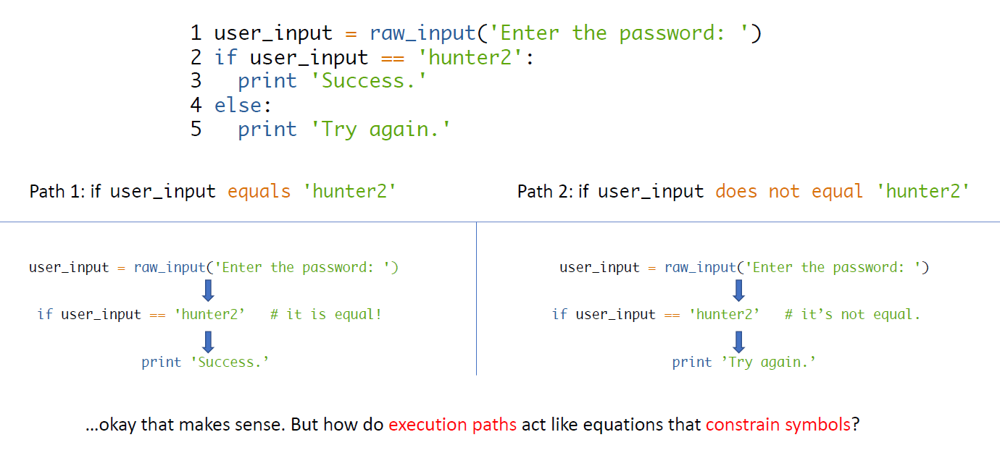 1 user_input = raw_input('Enter the password: ')
2 if user_input == 'hunter2':
3   print 'Success.'
4 else:
5   print 'Try again.'
Path 1: if user_input equals 'hunter2'
Path 2: if user_input does not equal 'hunter2'
user_input = raw_input('Enter the password: ')
if user_input == 'hunter2’   # it is equal!
print 'Success.’
user_input = raw_input('Enter the password: ')
if user_input == 'hunter2’   # it’s not equal.
print ’Try again.’
...okay that makes sense. But how do execution paths act like equations that constrain symbols?